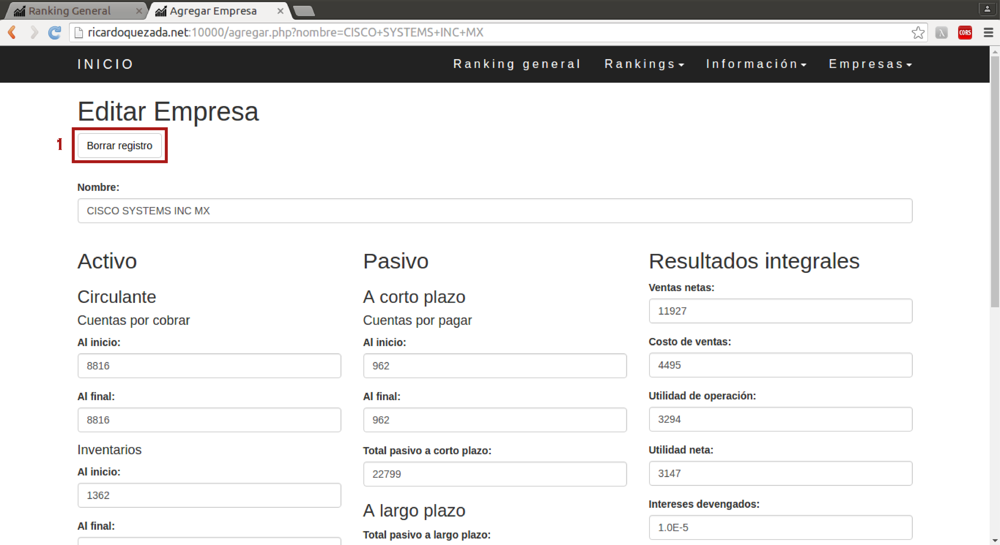 Ranking General
Agregar Empresa
ricardoquezada.net:10000/agregar.php?nombre=CISCO+SYSTEMS+INC+MX
λ
CORS
INICIO
Ranking general
Rankings
Información
Empresas
Editar Empresa
1
Borrar registro
Nombre:
CISCO SYSTEMS INC MX
Activo
Circulante
Cuentas por cobrar
Al inicio:
8816
Al final:
8816
Inventarios
Al inicio:
1362
Al final:
Pasivo
A corto plazo
Cuentas por pagar
Al inicio:
962
Al final:
962
Total pasivo a corto plazo:
22799
A largo plazo
Total pasivo a largo plazo:
Resultados integrales
Ventas netas:
11927
Costo de ventas:
4495
Utilidad de operación:
3294
Utilidad neta:
3147
Intereses devengados:
1.0E-5